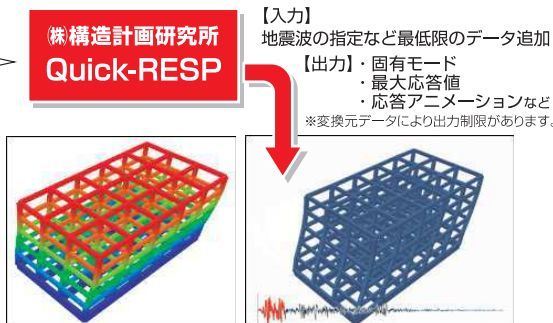 ㈱構造計画研究所
Quick-RESP
【入力】
地震波の指定など最低限のデータ追加
【出力】・固有モード
・最大応答値
・応答アニメーションなど
※変換元データにより出力制限があります。